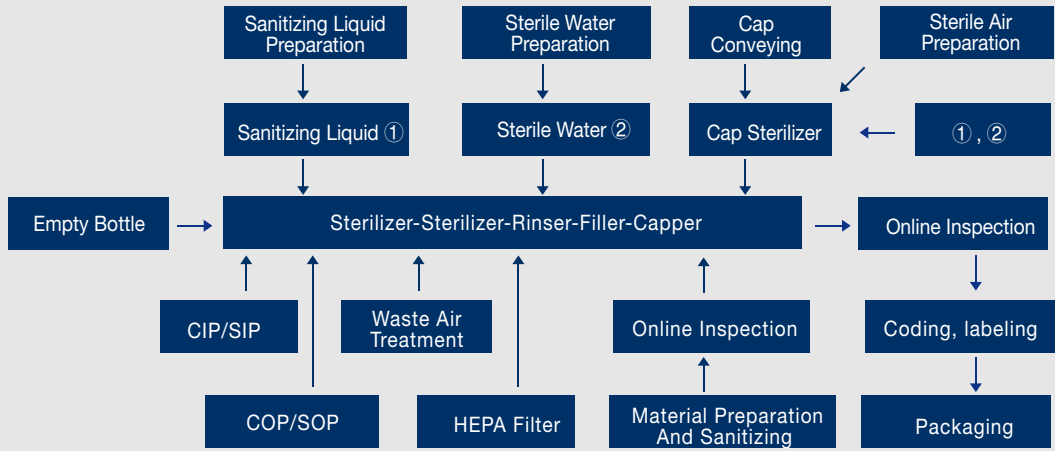 Sanitizing Liquid
Preparation
Sterile Water
Preparation
Cap
Conveying
Sterile Air
Preparation
Sanitizing Liquid ①
Sterile Water ②
Cap Sterilizer
① , ②
Empty Bottle
Sterilizer-Sterilizer-Rinser-Filler-Capper
Online Inspection
CIP/SIP
Waste Air
Treatment
Online Inspection
Coding, labeling
COP/SOP
HEPA Filter
Material Preparation
And Sanitizing
Packaging